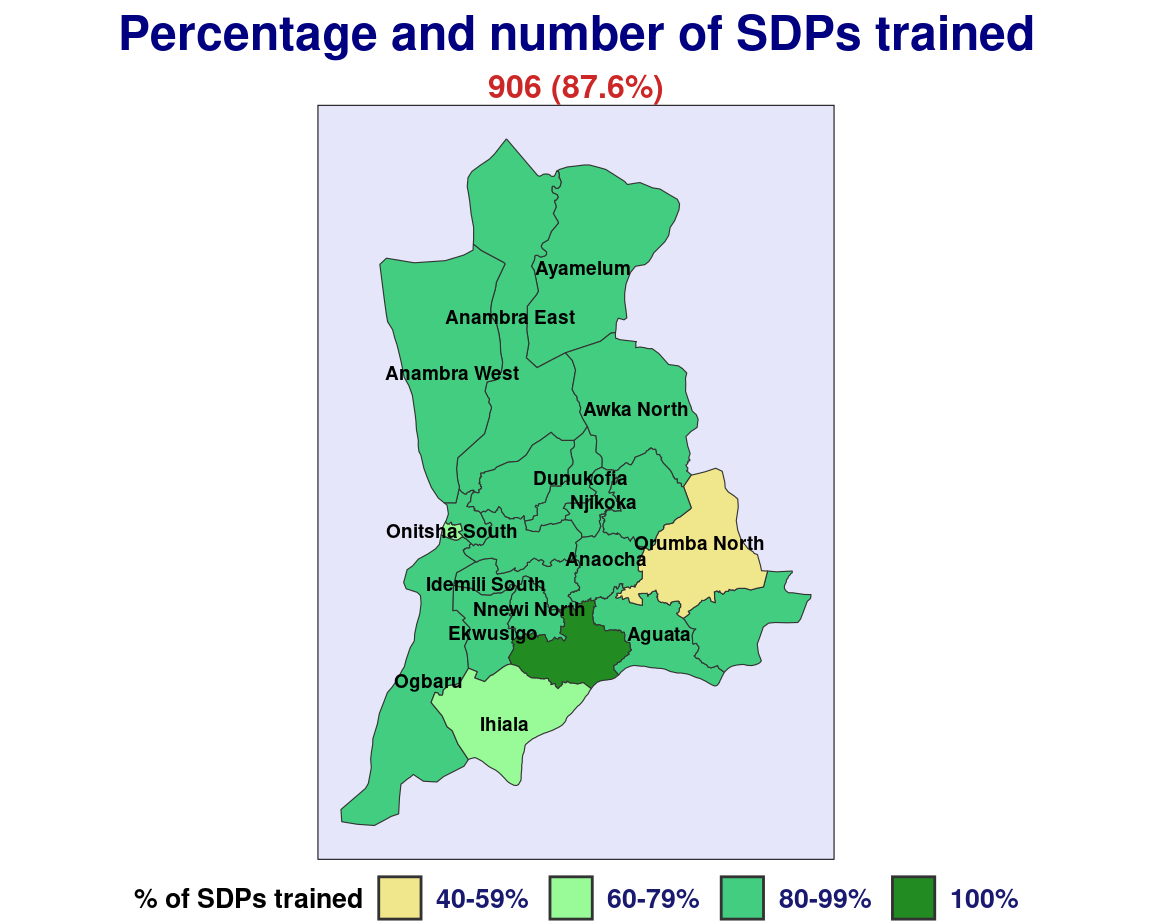 Percentage and number of SDPs trained
906 (87.6%)
Ayamelum
Anambra East
Anambra West
Awka North
Dunukofia
Njikoka
Onitsha South
Orumba North
Anaocha
Idemili South
Nnewi North
Ekwusigo
Aguata
Ogbaru
Ihiala
% of SDPs trained 40-59% 60-79% 80-99% 100%